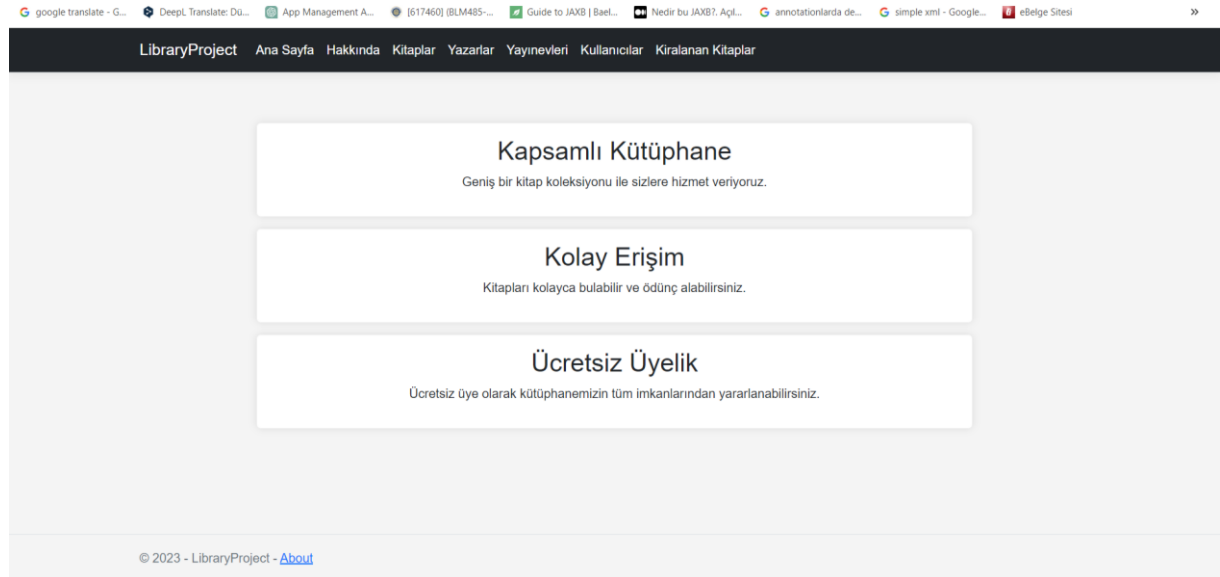 google translate - G... DeepL Translate: Dü... App Management A... [617460] (BLM485-... Guide to JAXB | Bael... Nedir bu JAXB?. Açıl... annotationlarda de... simple xml - Google... eBelge Sitesi »
LibraryProject Ana Sayfa Hakkında Kitaplar Yazarlar Yayınevleri Kullanıcılar Kiralanan Kitaplar
Kapsamlı Kütüphane
Geniş bir kitap koleksiyonu ile sizlere hizmet veriyoruz.
Kolay Erişim
Kitapları kolayca bulabilir ve ödünç alabilirsiniz.
Ücretsiz Üyelik
Ücretsiz üye olarak kütüphanemizin tüm imkanlarından yararlanabilirsiniz.
© 2023 - LibraryProject - About